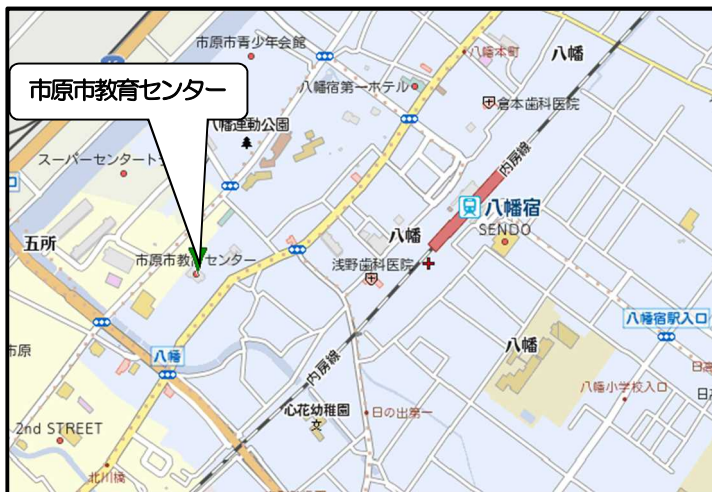 市原市青少年会館
八幡本町
八幡
市原市教育センター
八幡宿第一ホテル
倉本歯科医院
八幡運動公園
内房線
スーパーセンタート
八幡宿
SENDO
五所
八幡
市原市教育センター
浅野歯科医院
八幡宿駅入口
八幡
市原
八幡
内房線
八幡小学校入口
日高
日高
心花幼稚園
文
日の出第一
2nd STREET
北川橋